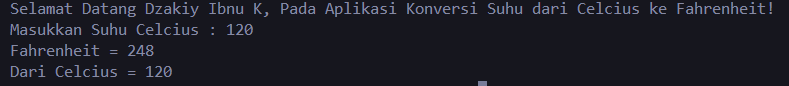 Selamat Datang Dzakiy Ibnu K, Pada Aplikasi Konversi Suhu dari Celcius ke Fahrenheit!
Masukkan Suhu Celcius : 120
Fahrenheit = 248
Dari Celcius = 120